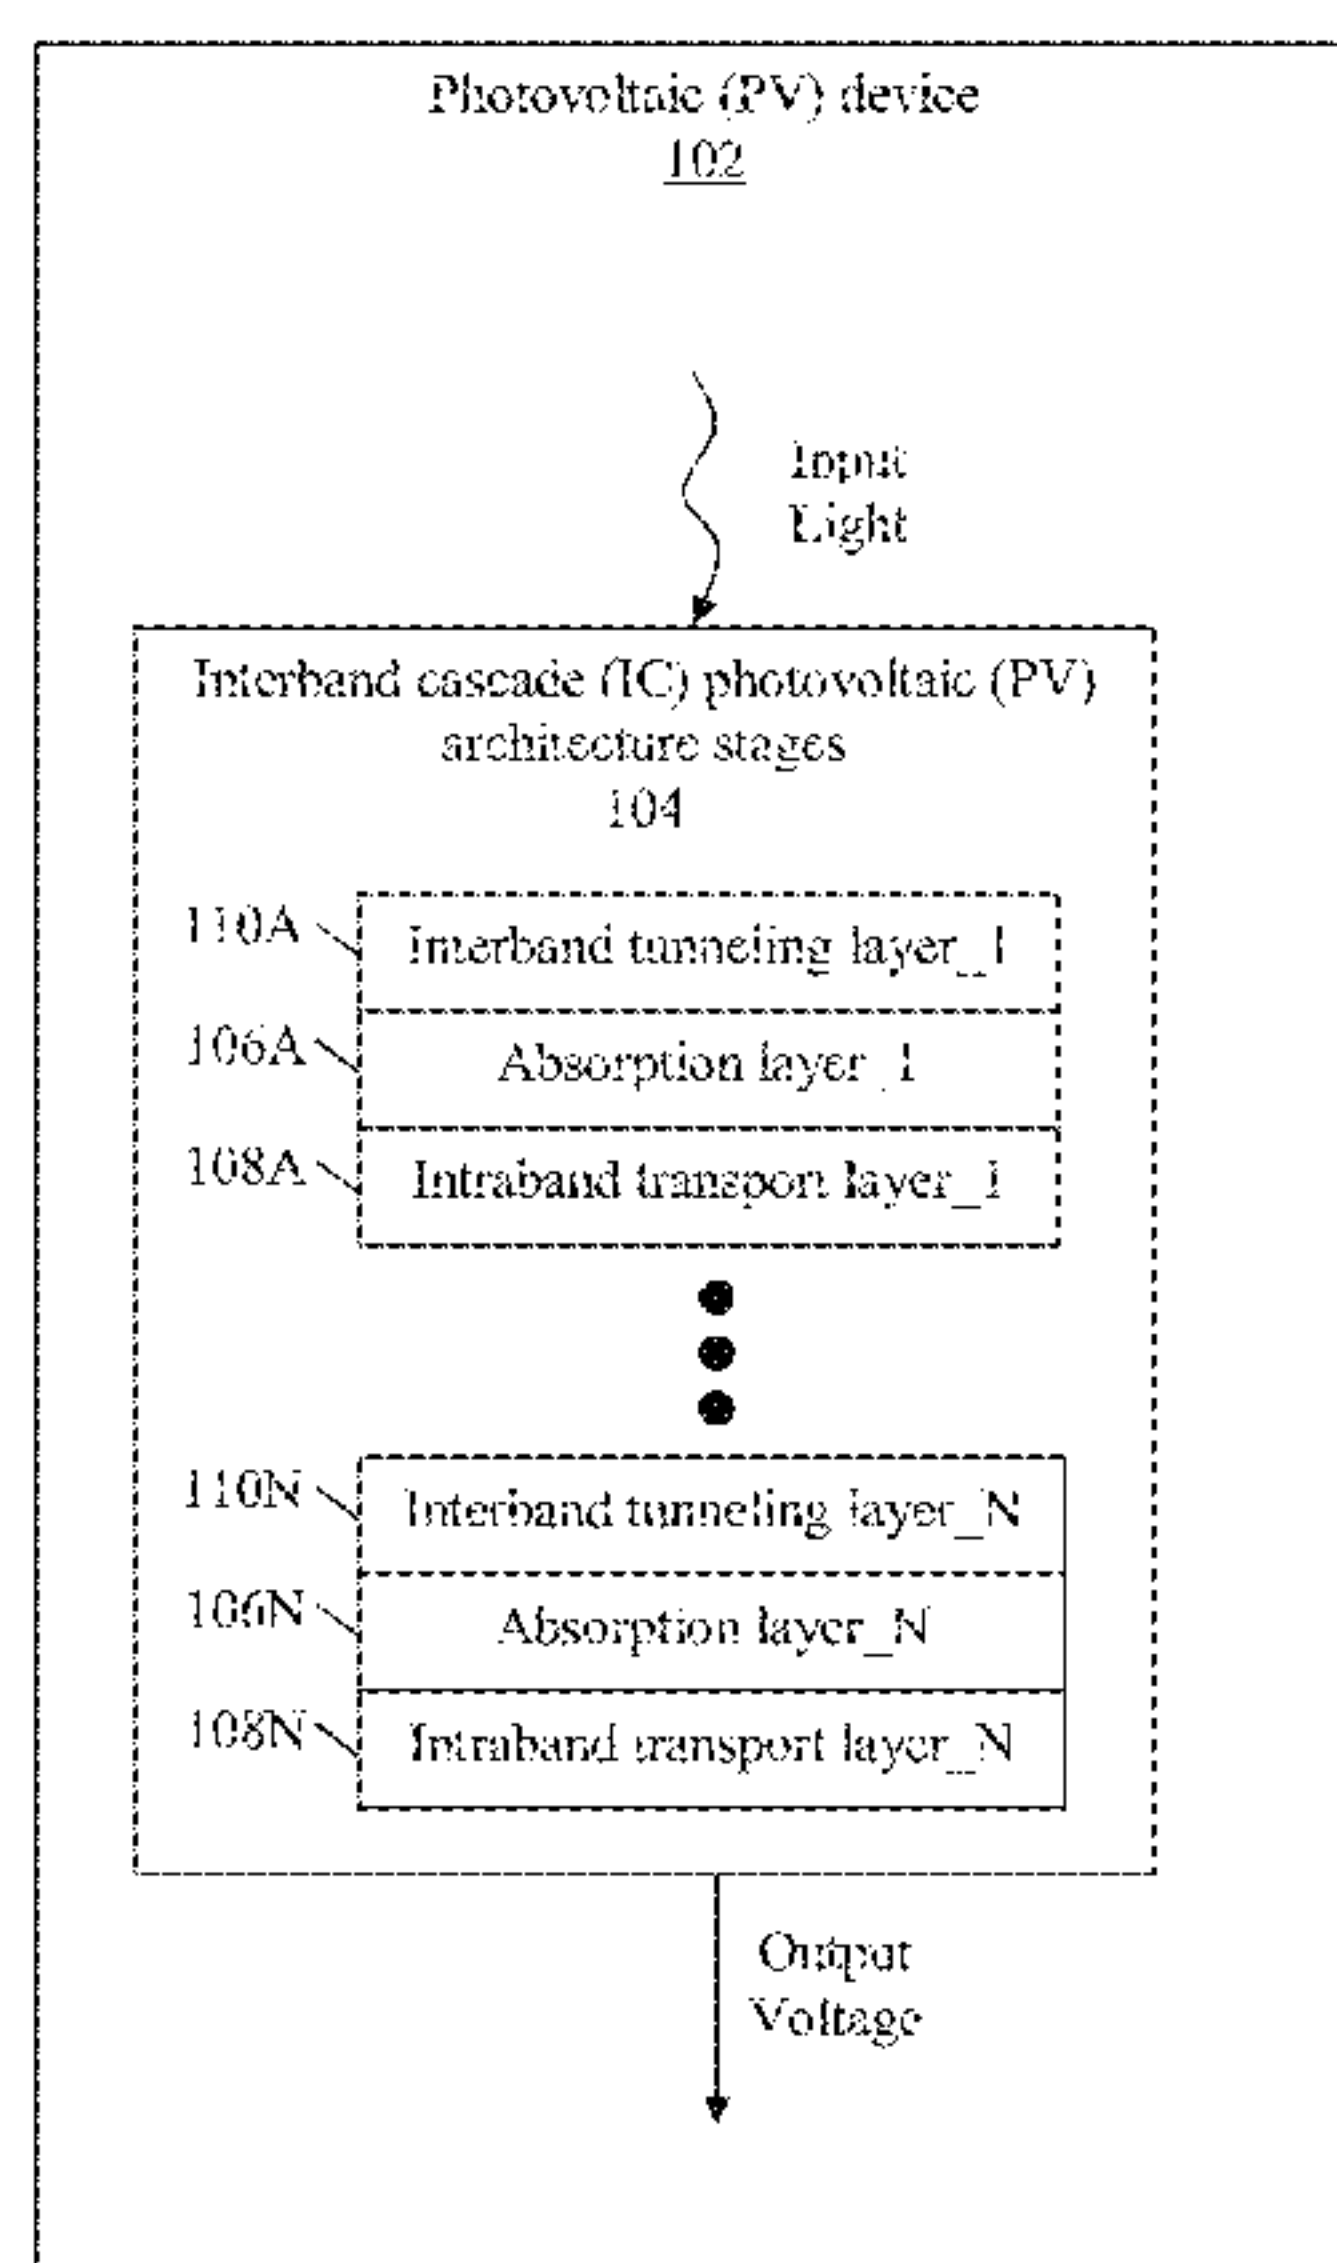 Photovoltaic (PV) device
102
Input
Light
Interband cascade (IC) photovoltaic (PV)
architecture stages
104
110A
Interband tunneling layer_1
106A
Absorption layer_1
108A
Intraband transport layer_1
110N
Interband tunneling layer_N
106N
Absorption layer_N
108N
Intraband transport layer_N
Output
Voltage